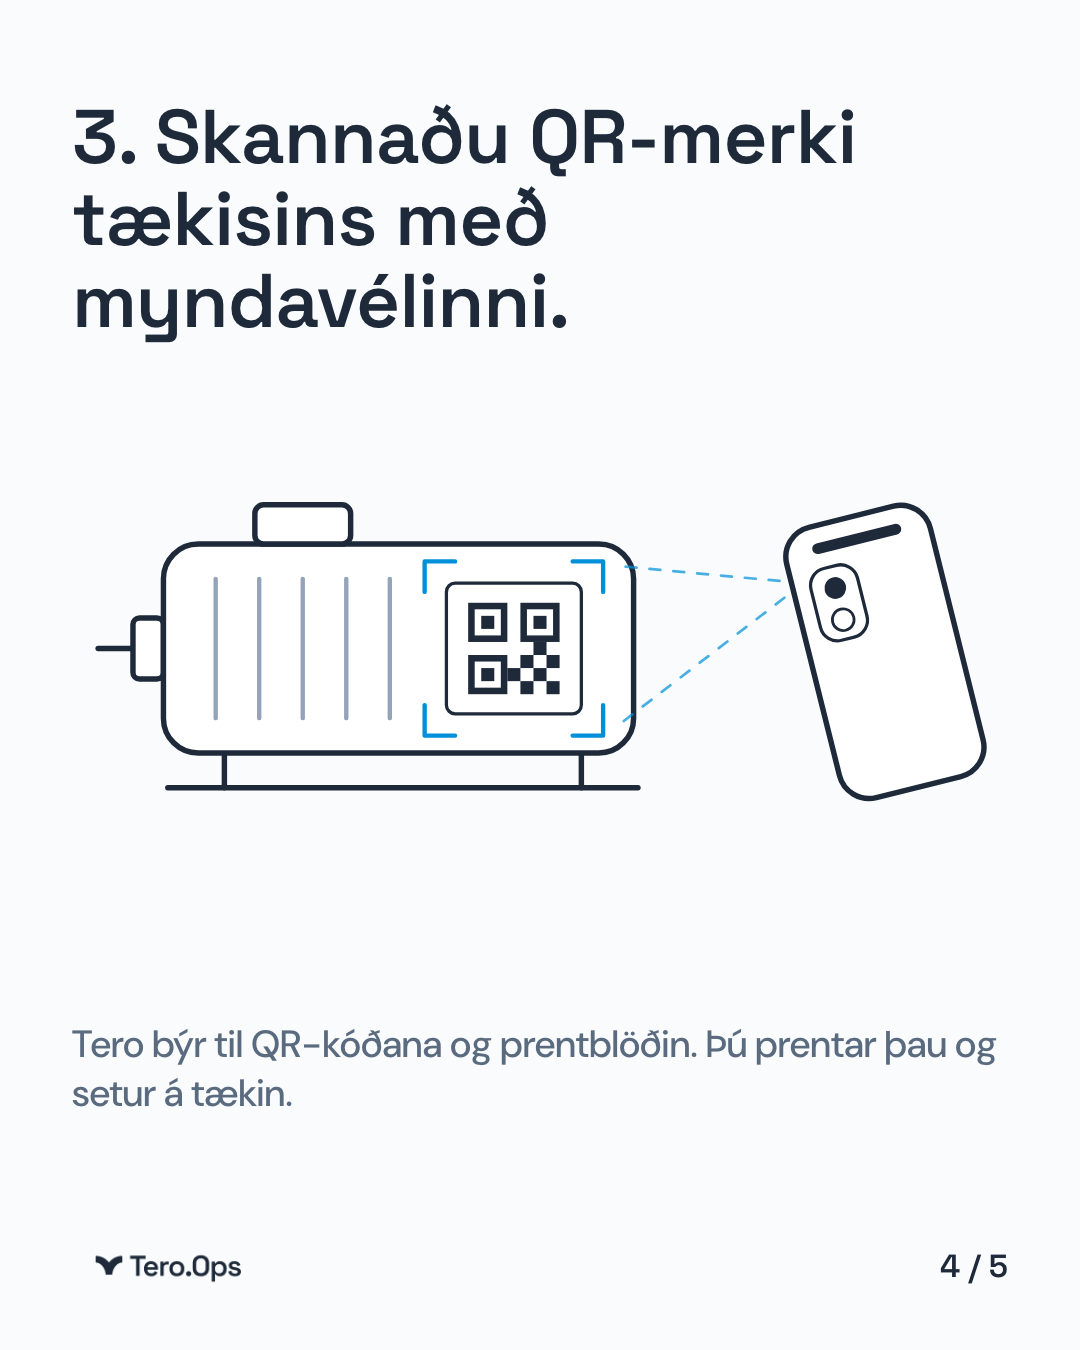 3. Skannaðu QR-merki
tækisins með
myndavélinni.
Tero býr til QR-kóðana og prentblöðin. Þú prentar þau og
setur á tækin.
Tero.Ops
4 / 5